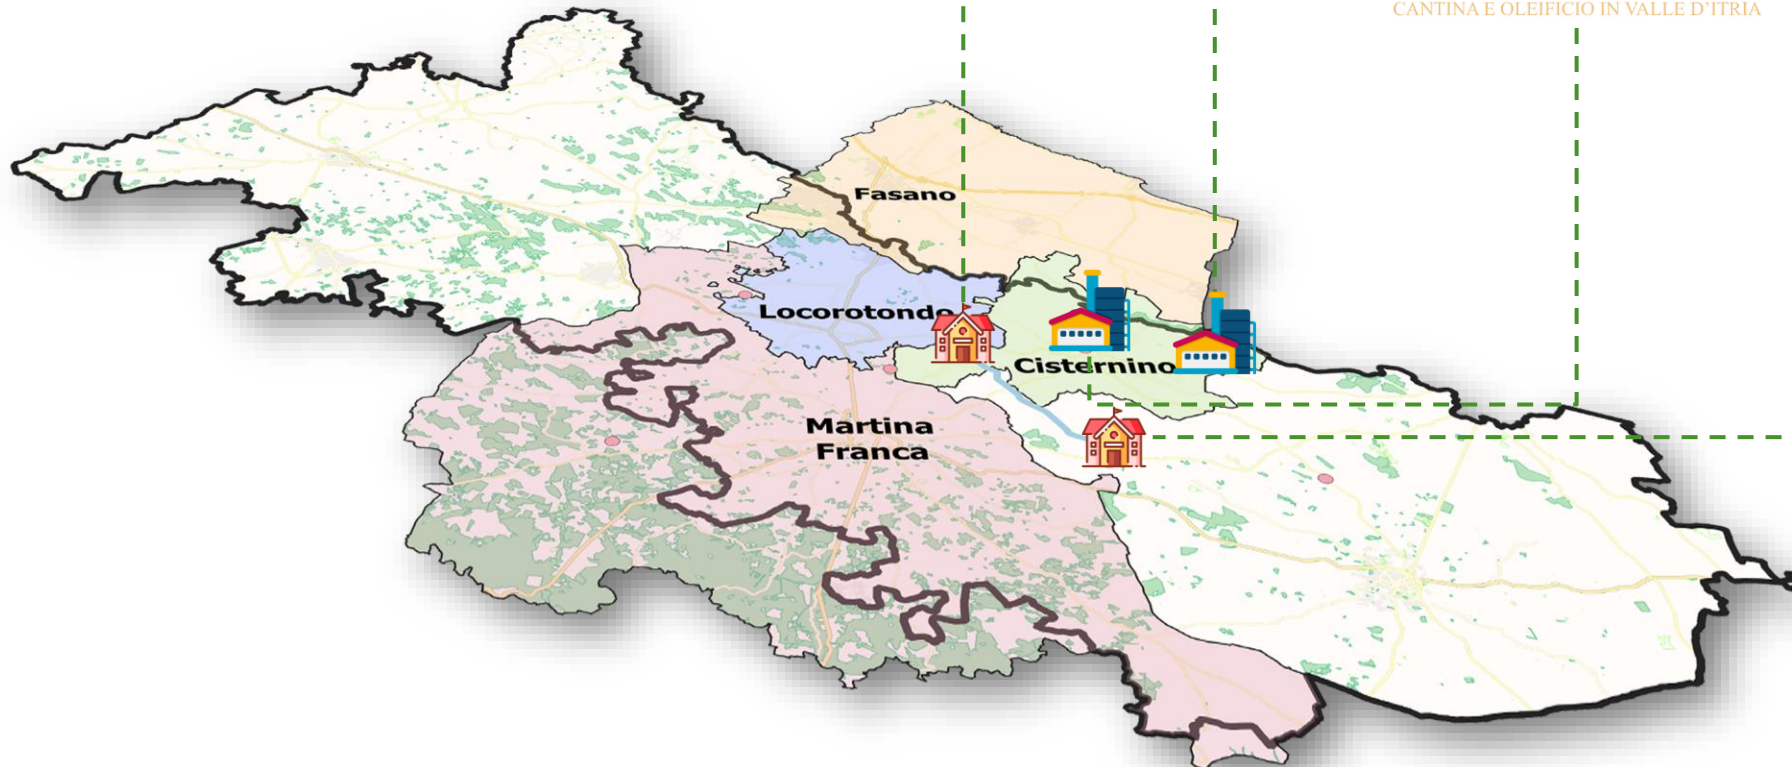 CANTINA E OLEIFICIO IN VALLE D'ITRIA
Fasano
Locorotondo
Cisternino
Martina
Franca